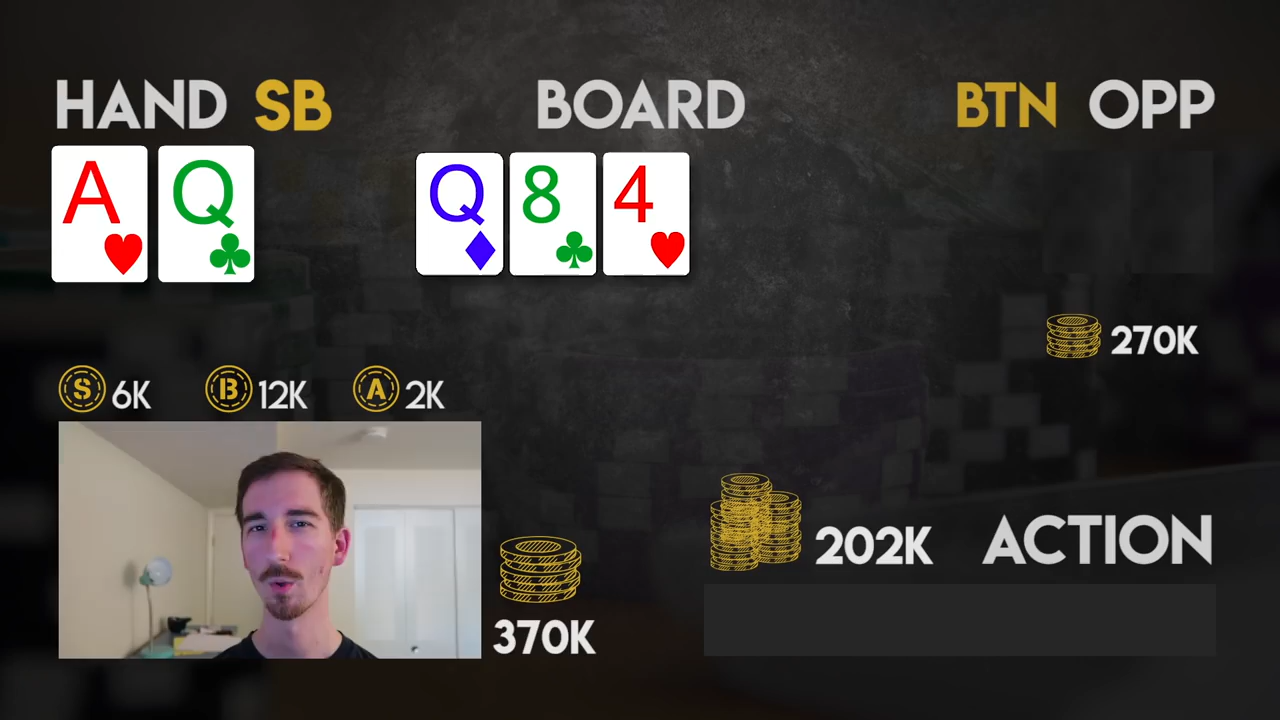 HAND SB
BOARD
BTN OPP
A Q
Q 8 4
270K
S 6K B 12K A 2K
202K ACTION
370K